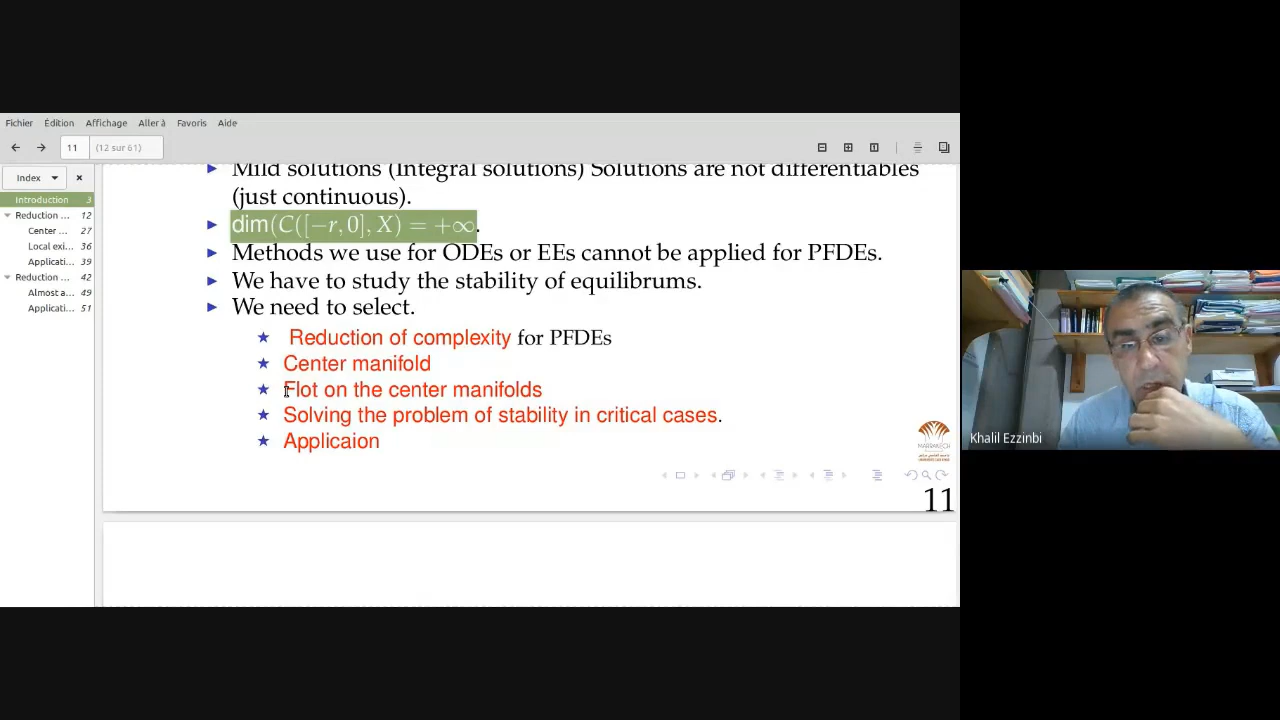 Fichier Édition Affichage Aller à Favoris Aide
11 (12 sur 61)
Index
Introduction 3
Reduction ... 12
Center ... 27
Local exi... 36
Applicati... 39
Reduction ... 42
Almost a... 49
Applicati... 51
Mild solutions (Integral solutions) Solutions are not differentiables
(just continuous).
dim(C([−r, 0], X) = +∞.
Methods we use for ODEs or EEs cannot be applied for PFDEs.
We have to study the stability of equilibrums.
We need to select.
Reduction of complexity for PFDEs
Center manifold
Flot on the center manifolds
Solving the problem of stability in critical cases.
Applicaion
MARRAKECH
11
Khalil Ezzinbi